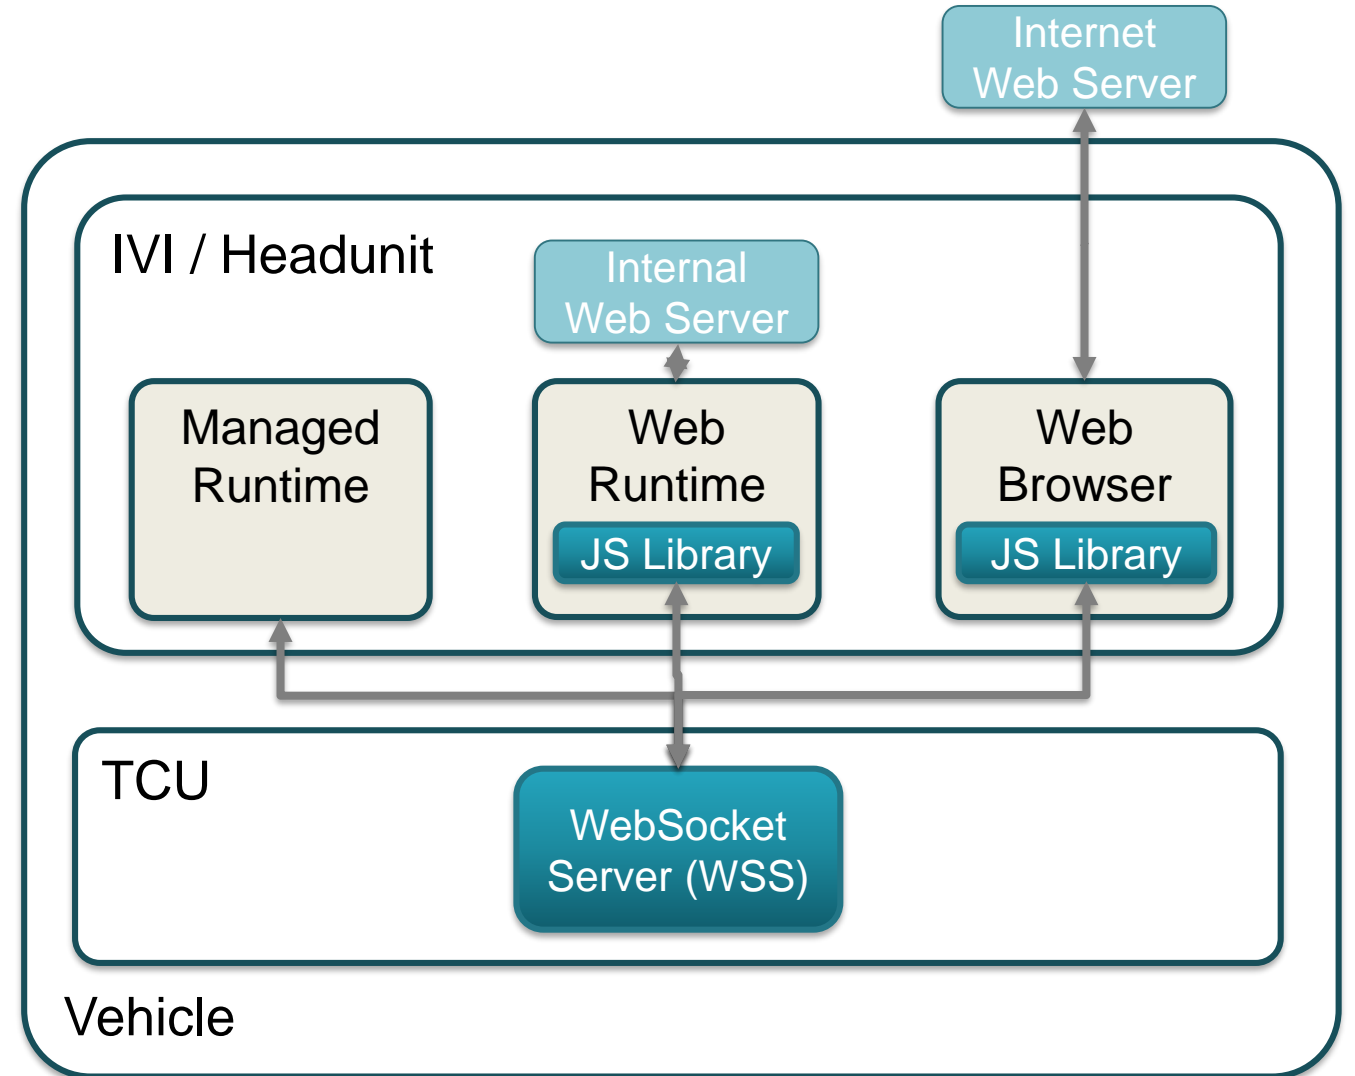 Internet
Web Server
IVI / Headunit
Internal
Web Server
Managed
Runtime
Web
Runtime
JS Library
Web
Browser
JS Library
TCU
WebSocket
Server (WSS)
Vehicle